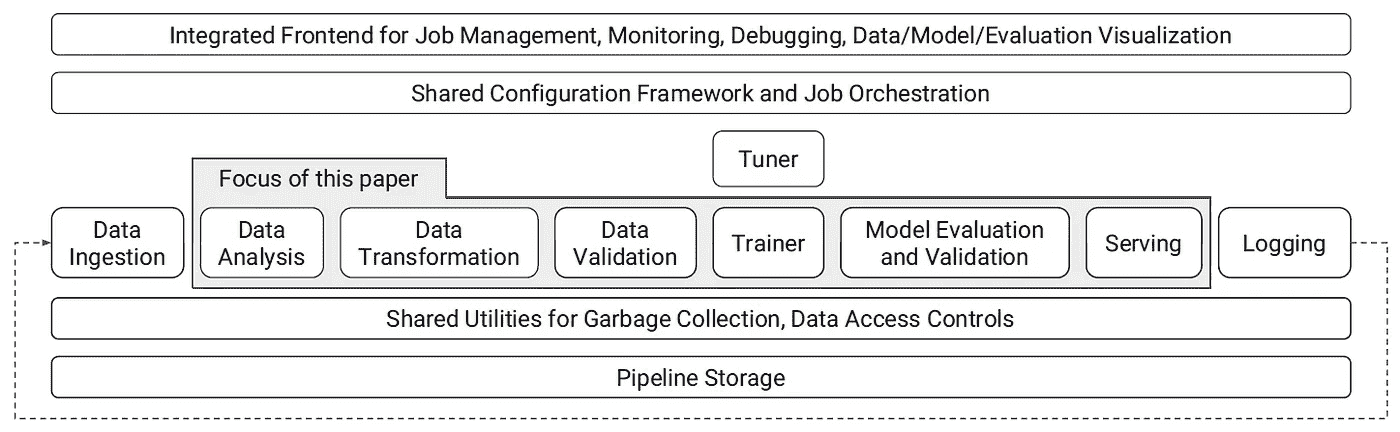 Integrated Frontend for Job Management, Monitoring, Debugging, Data/Model/Evaluation Visualization
Shared Configuration Framework and Job Orchestration
Tuner
Focus of this paper
Data
Ingestion
Data
Analysis
Data
Transformation
Data
Validation
Trainer
Model Evaluation
and Validation
Serving
Logging
Shared Utilities for Garbage Collection, Data Access Controls
Pipeline Storage